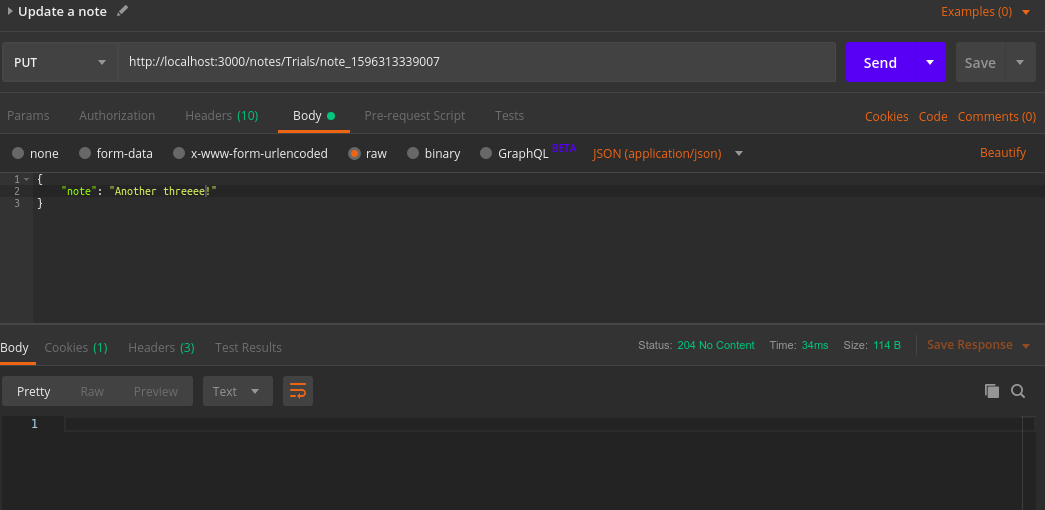 Update a note Examples (0)
PUT http://localhost:3000/notes/Trials/note_1596313339007 Send Save
Params Authorization Headers (10) Body Pre-request Script Tests Cookies Code Comments (0)
none form-data x-www-form-urlencoded raw binary GraphQL BETA JSON (application/json) Beautify
1 {
2 "note": "Another threeee!"
3 }
Body Cookies (1) Headers (3) Test Results Status: 204 No Content Time: 34ms Size: 114 B Save Response
Pretty Raw Preview Text
1